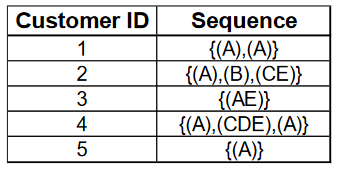 Customer ID Sequence
1 {(A),(A)}
2 {(A),(B),(CE)}
3 {(AE)}
4 {(A),(CDE),(A)}
5 {(A)}